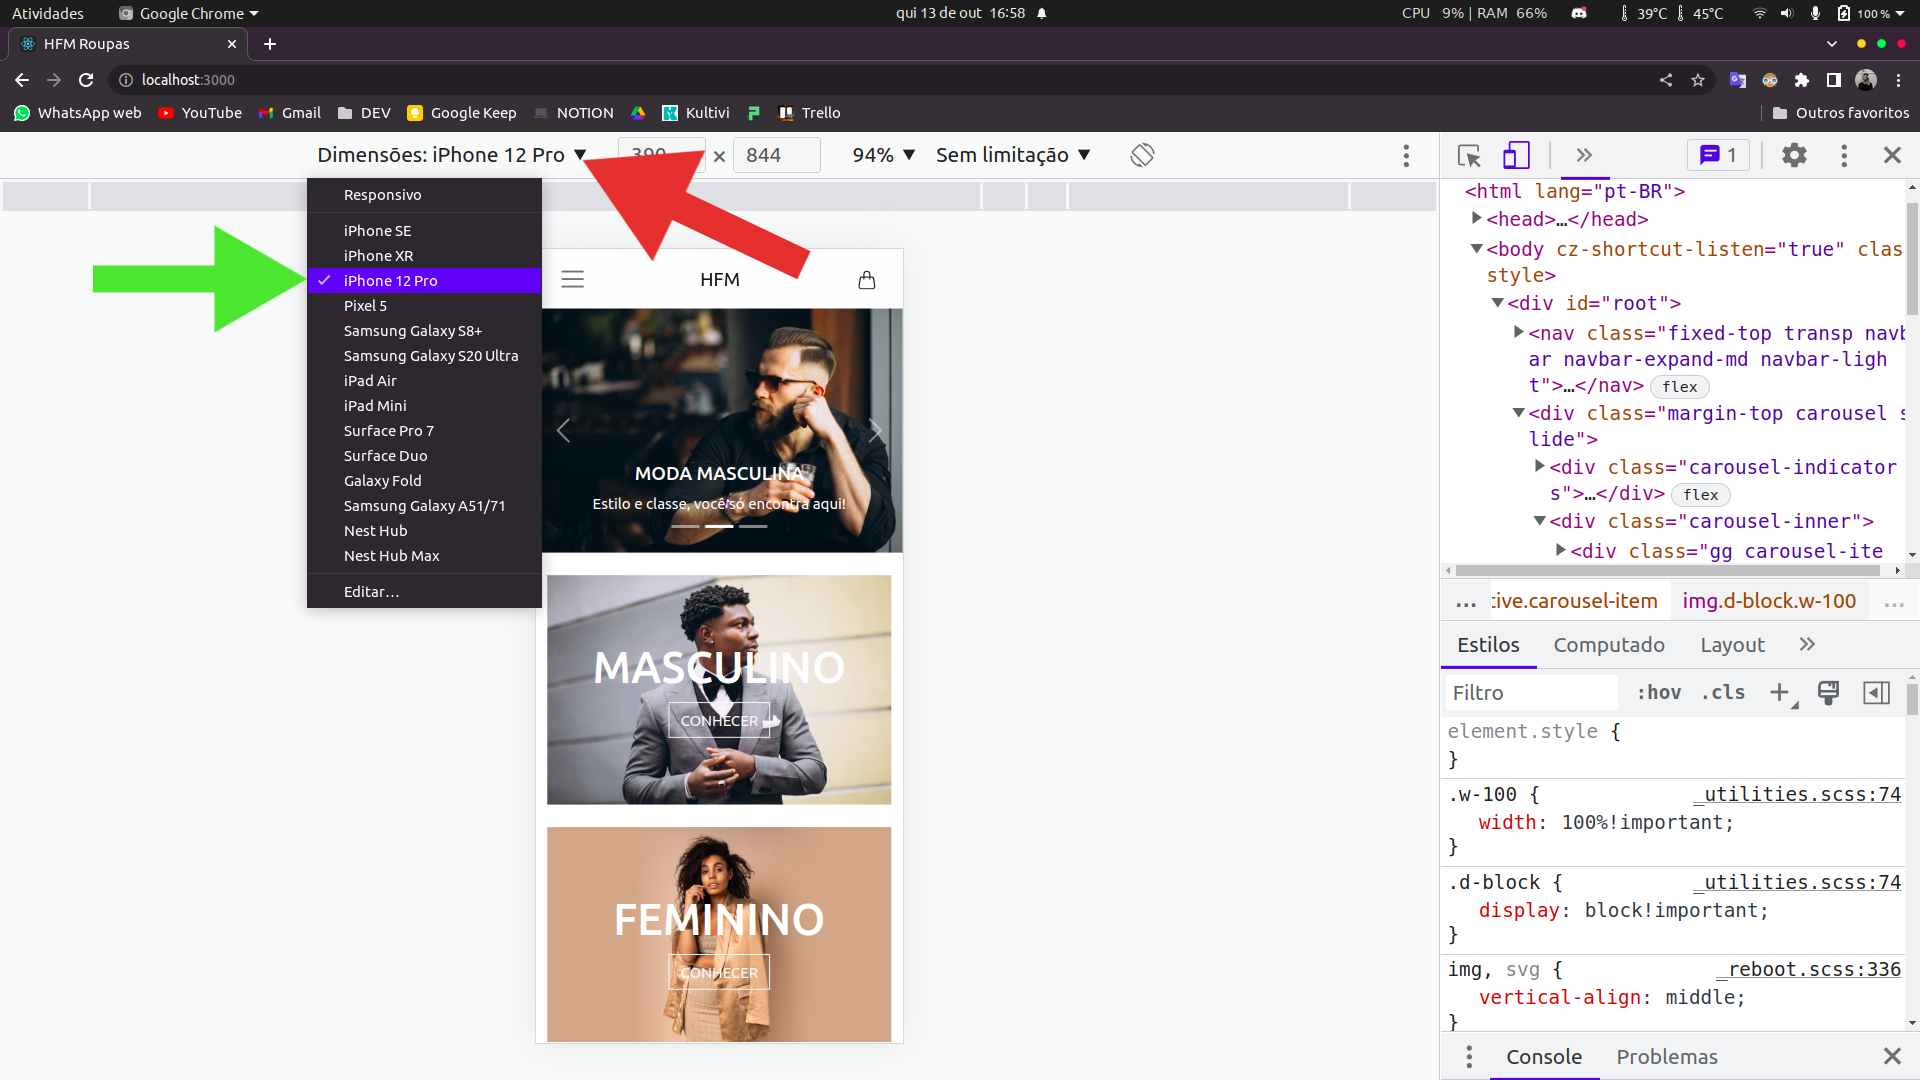 Atividades
Google Chrome
qui 13 de out 16:58
CPU 9% | RAM 66%
39°C
45°C
100 %
HFM Roupas
localhost:3000
WhatsApp web
YouTube
Gmail
DEV
Google Keep
NOTION
Kultivi
Trello
Outros favoritos
Dimensões: iPhone 12 Pro
390 × 844
94%
Sem limitação
1
Responsivo
iPhone SE
iPhone XR
iPhone 12 Pro
Pixel 5
Samsung Galaxy S8+
Samsung Galaxy S20 Ultra
iPad Air
iPad Mini
Surface Pro 7
Surface Duo
Galaxy Fold
Samsung Galaxy A51/71
Nest Hub
Nest Hub Max
Editar…
HFM
MODA MASCULINA
Estilo e classe, você só encontra aqui!
MASCULINO
CONHECER
FEMININO
CONHECER
<html lang="pt-BR">
<head>…</head>
<body cz-shortcut-listen="true" clas
style>
<div id="root">
<nav class="fixed-top transp navb
ar navbar-expand-md navbar-ligh
t">…</nav> flex
<div class="margin-top carousel s
lide">
<div class="carousel-indicator
s">…</div> flex
<div class="carousel-inner">
<div class="gg carousel-ite
… tive.carousel-item img.d-block.w-100 …
Estilos Computado Layout
Filtro :hov .cls
element.style {
}
.w-100 { _utilities.scss:74
width: 100%!important;
}
.d-block { _utilities.scss:74
display: block!important;
}
img, svg { _reboot.scss:336
vertical-align: middle;
}
Console Problemas